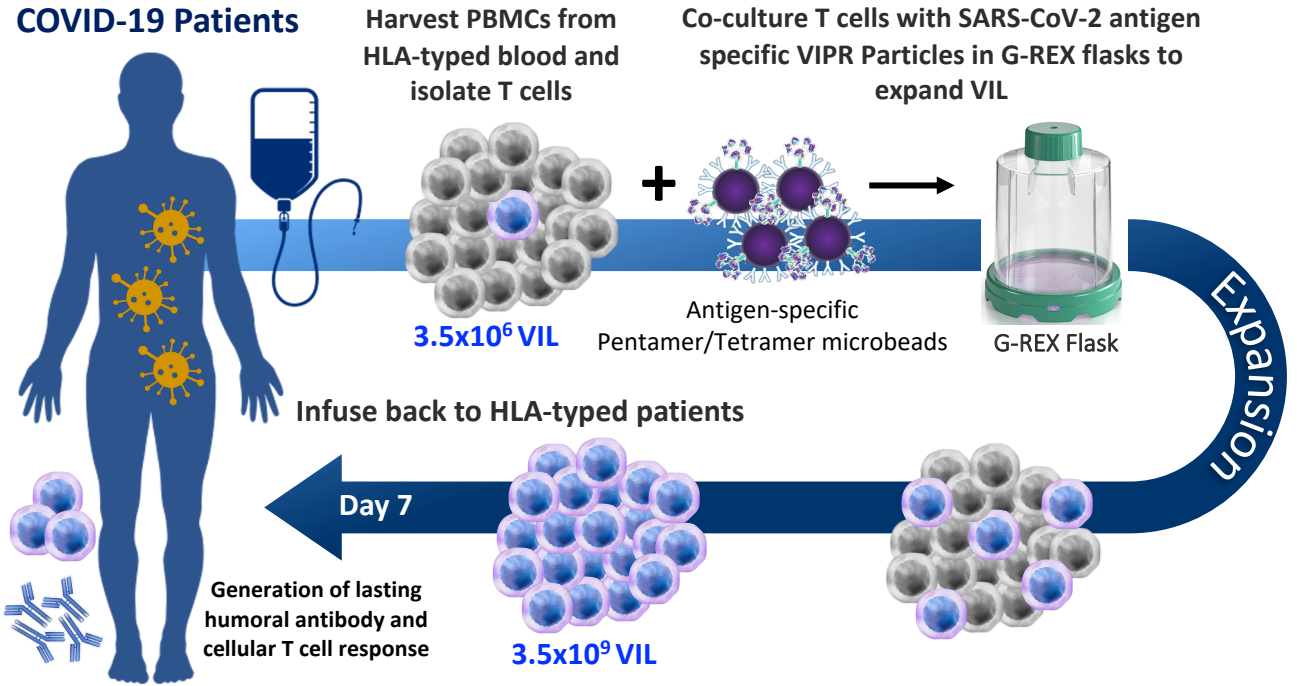 COVID-19 Patients
Harvest PBMCs from
HLA-typed blood and
isolate T cells
Co-culture T cells with SARS-CoV-2 antigen
specific VIPR Particles in G-REX flasks to
expand VIL
+
3.5x10⁶ VIL
Antigen-specific
Pentamer/Tetramer microbeads
G-REX Flask
Expansion
Infuse back to HLA-typed patients
Day 7
Generation of lasting
humoral antibody and
cellular T cell response
3.5x10⁹ VIL